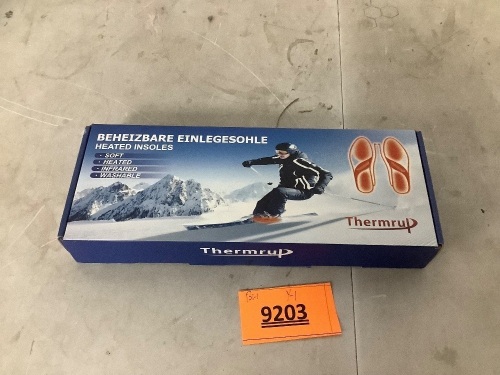 BEHEIZBARE EINLEGESOHLE
HEATED INSOLES
- SOFT
- HEATED
- INFRARED
- WASHABLE
Thermrup
Thermrup
9203